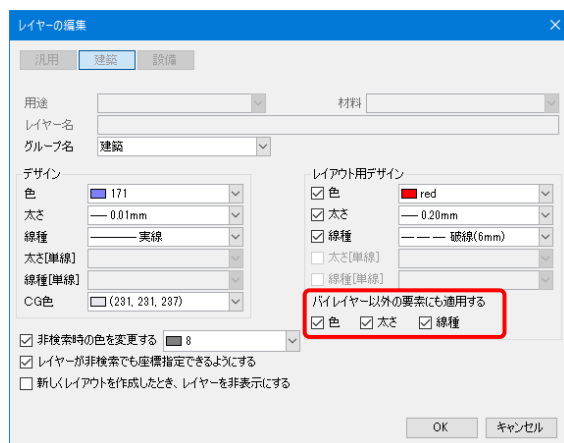 レイヤーの編集
汎用 建築 設備
用途 材料
レイヤー名
グループ名 建築
デザイン
色 171
太さ 0.01mm
線種 実線
太さ[単線]
線種[単線]
CG色 (231, 231, 237)
レイアウト用デザイン
色 red
太さ 0.20mm
線種 破線(6mm)
太さ[単線]
線種[単線]
バイレイヤー以外の要素にも適用する
色 太さ 線種
非検索時の色を変更する 8
レイヤーが非検索でも座標指定できるようにする
新しくレイアウトを作成したとき、レイヤーを非表示にする
OK キャンセル